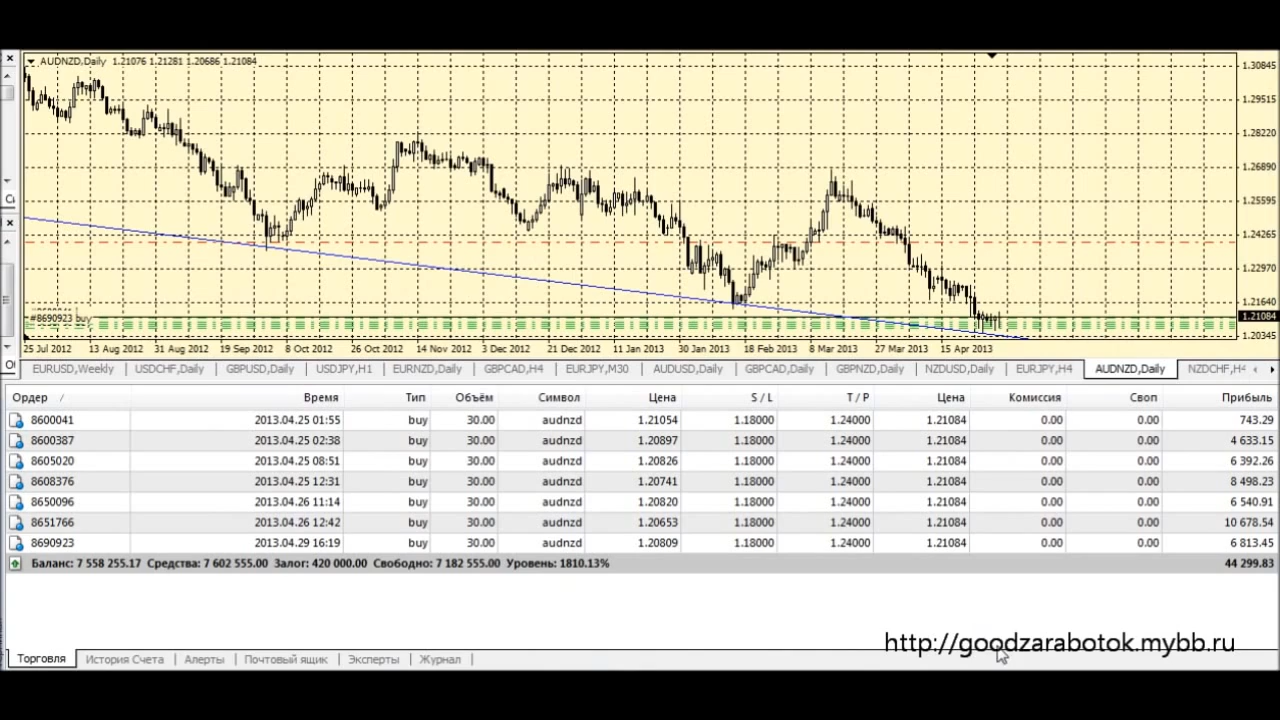 AUDNZD,Daily 1.21076 1.21281 1.20686 1.21084
1.30845
1.29515
1.28220
1.26890
1.25595
1.24265
1.22970
1.21640
#8690923 buy
1.21084
1.20345
25 Jul 2012 13 Aug 2012 31 Aug 2012 19 Sep 2012 8 Oct 2012 26 Oct 2012 14 Nov 2012 3 Dec 2012 21 Dec 2012 11 Jan 2013 30 Jan 2013 18 Feb 2013 8 Mar 2013 27 Mar 2013 15 Apr 2013
EURUSD,Weekly USDCHF,Daily GBPUSD,Daily USDJPY,H1 EURNZD,Daily GBPCAD,H4 EURJPY,M30 AUDUSD,Daily GBPCAD,Daily GBPNZD,Daily NZDUSD,Daily EURJPY,H4 AUDNZD,Daily NZDCHF,H4
Ордер / Время Тип Объём Символ Цена S / L T / P Цена Комиссия Своп Прибыль
8600041 2013.04.25 01:55 buy 30.00 audnzd 1.21054 1.18000 1.24000 1.21084 0.00 0.00 743.29
8600387 2013.04.25 02:38 buy 30.00 audnzd 1.20897 1.18000 1.24000 1.21084 0.00 0.00 4 633.15
8605020 2013.04.25 08:51 buy 30.00 audnzd 1.20826 1.18000 1.24000 1.21084 0.00 0.00 6 392.26
8608376 2013.04.25 12:31 buy 30.00 audnzd 1.20741 1.18000 1.24000 1.21084 0.00 0.00 8 498.23
8650096 2013.04.26 11:14 buy 30.00 audnzd 1.20820 1.18000 1.24000 1.21084 0.00 0.00 6 540.91
8651766 2013.04.26 12:42 buy 30.00 audnzd 1.20653 1.18000 1.24000 1.21084 0.00 0.00 10 678.54
8690923 2013.04.29 16:19 buy 30.00 audnzd 1.20809 1.18000 1.24000 1.21084 0.00 0.00 6 813.45
Баланс: 7 558 255.17 Средства: 7 602 555.00 Залог: 420 000.00 Свободно: 7 182 555.00 Уровень: 1810.13% 44 299.83
http://goodzarabotok.mybb.ru
Торговля История Счета Алерты Почтовый ящик Эксперты Журнал